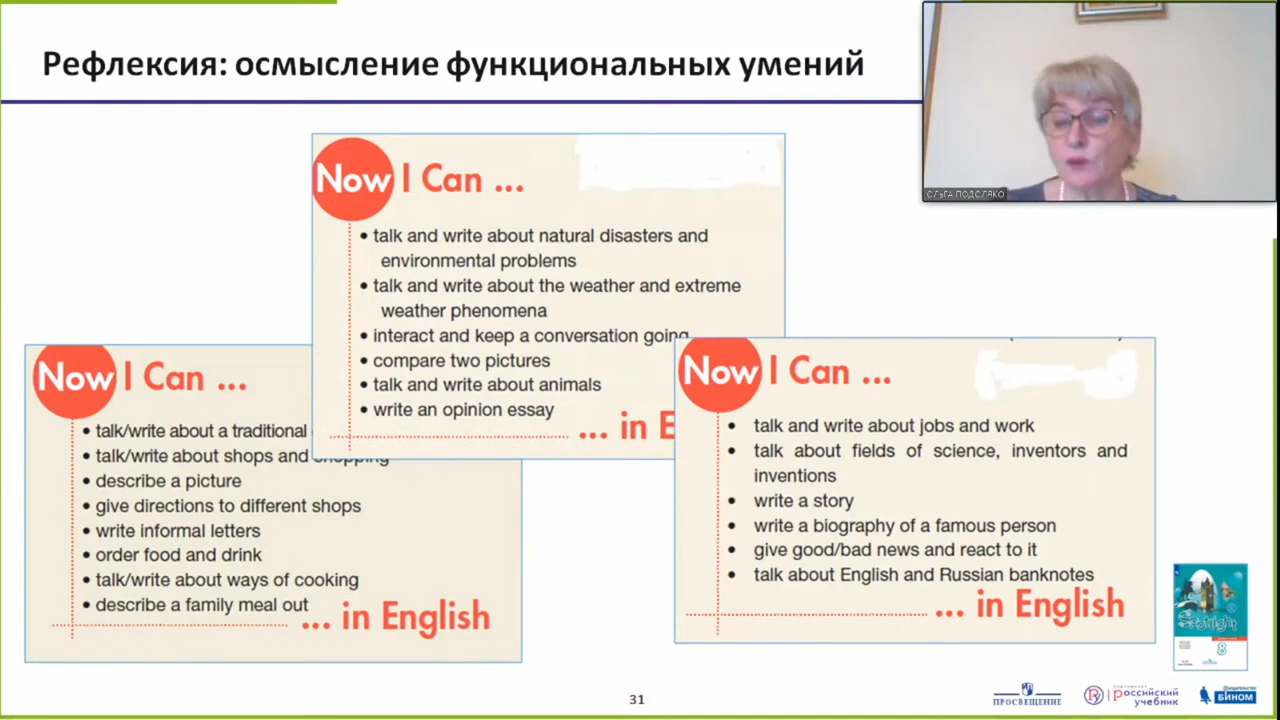 Рефлексия: осмысление функциональных умений
ОЛЬГА ПОДОЛЯКО
Now I Can ...
• talk and write about natural disasters and
environmental problems
• talk and write about the weather and extreme
weather phenomena
• interact and keep a conversation going
• compare two pictures
• talk and write about animals
• write an opinion essay
... in E
Now I Can ...
• talk/write about a traditional
• talk/write about shops and shopping
• describe a picture
• give directions to different shops
• write informal letters
• order food and drink
• talk/write about ways of cooking
• describe a family meal out
... in English
Now I Can ...
• talk and write about jobs and work
• talk about fields of science, inventors and
inventions
• write a story
• write a biography of a famous person
• give good/bad news and react to it
• talk about English and Russian banknotes
... in English
8
31
ПРОСВЕЩЕНИЕ
российский
учебник
БИНОМ